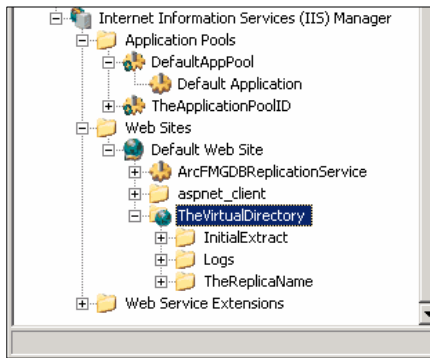 Internet Information Services (IIS) Manager
Application Pools
DefaultAppPool
Default Application
TheApplicationPoolID
Web Sites
Default Web Site
ArcFMGDBReplicationService
aspnet_client
TheVirtualDirectory
InitialExtract
Logs
TheReplicaName
Web Service Extensions